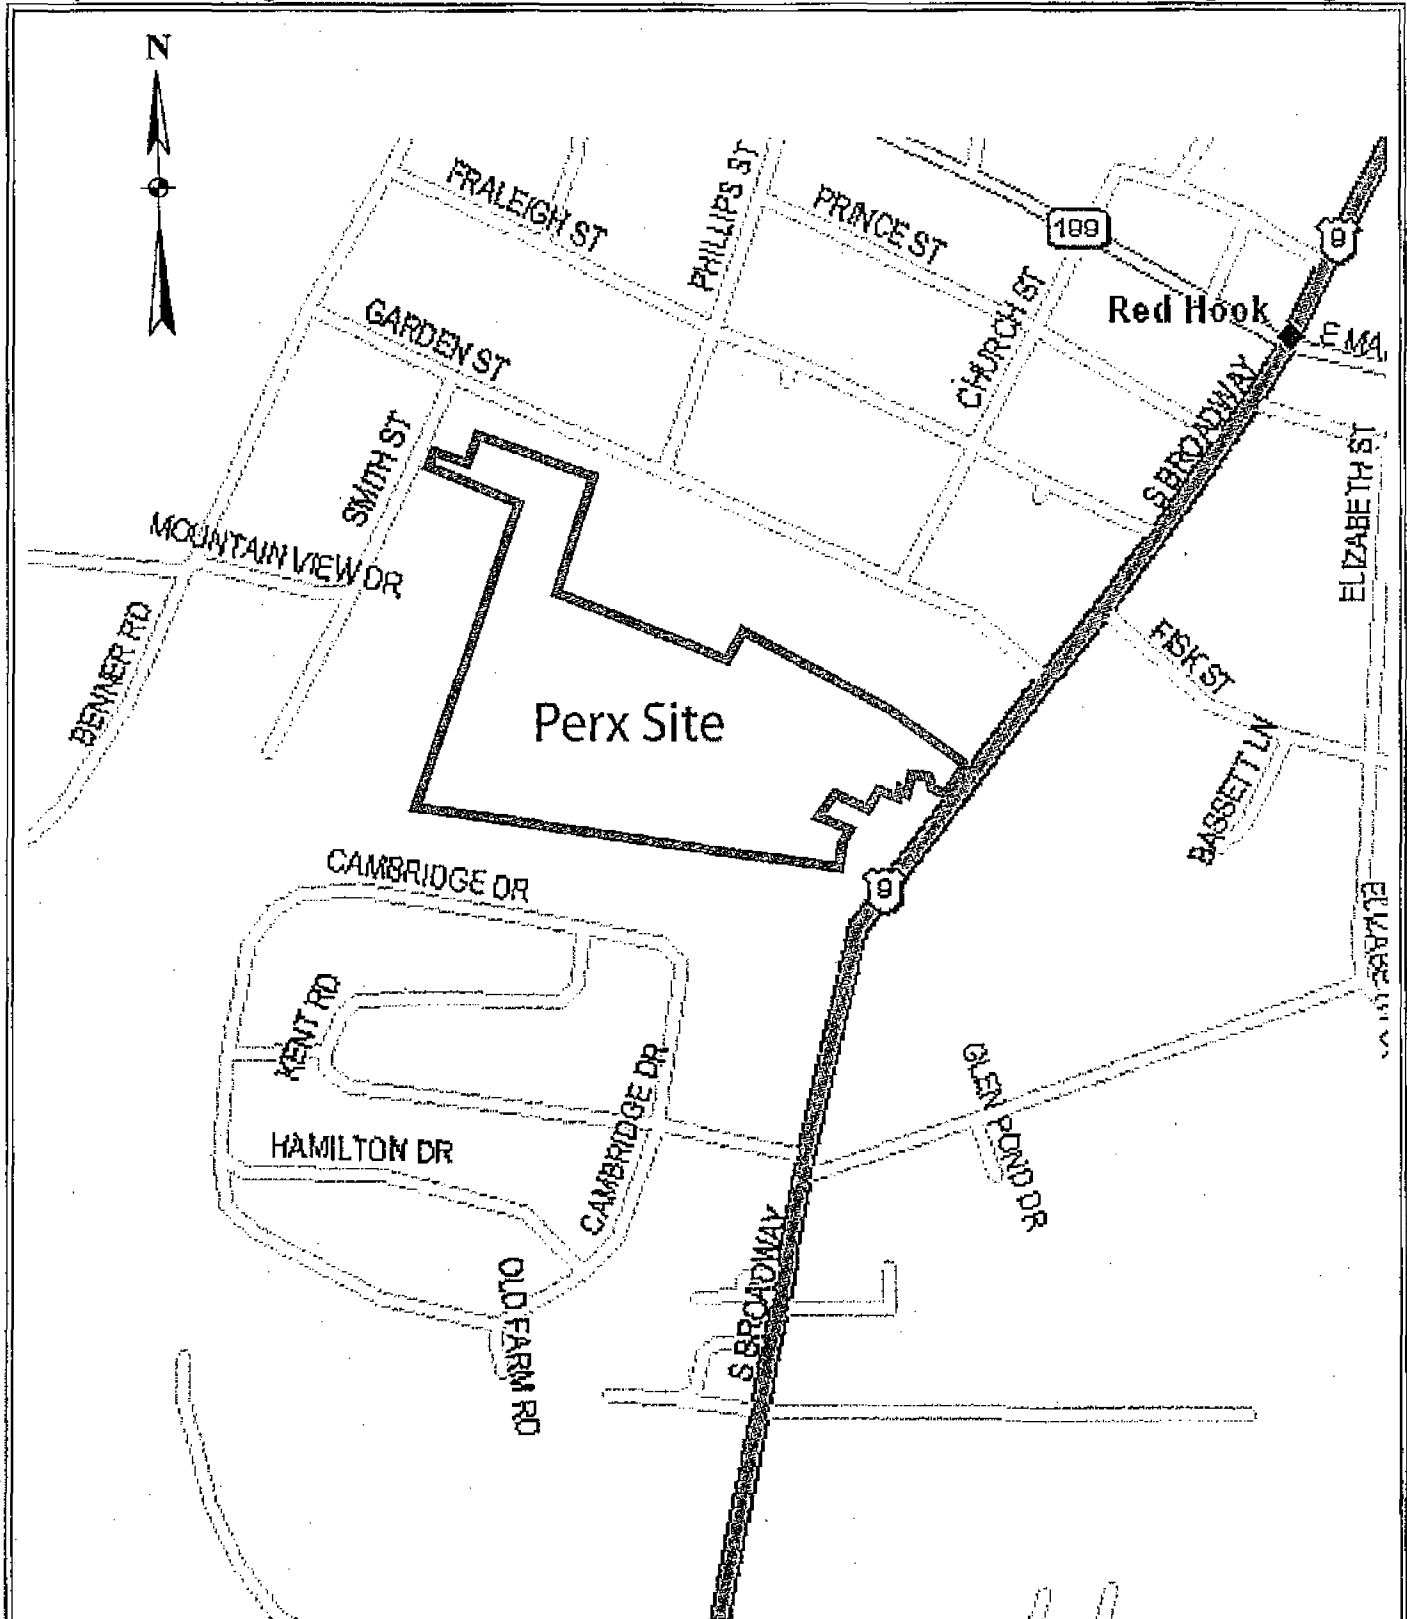 N
FRALEIGH ST
PHILLIPS ST
PRINCE ST
199
9
GARDEN ST
CHURCH ST
Red Hook
E MA
SMITH ST
S BROADWAY
ELIZABETH ST
MOUNTAIN VIEW DR
BENNER RD
FISK ST
Perx Site
BASSETT LN
CAMBRIDGE DR
9
KENT RD
CAMBRIDGE DR
GLEN POND DR
HAMILTON DR
S BROADWAY
OLD FARM RD